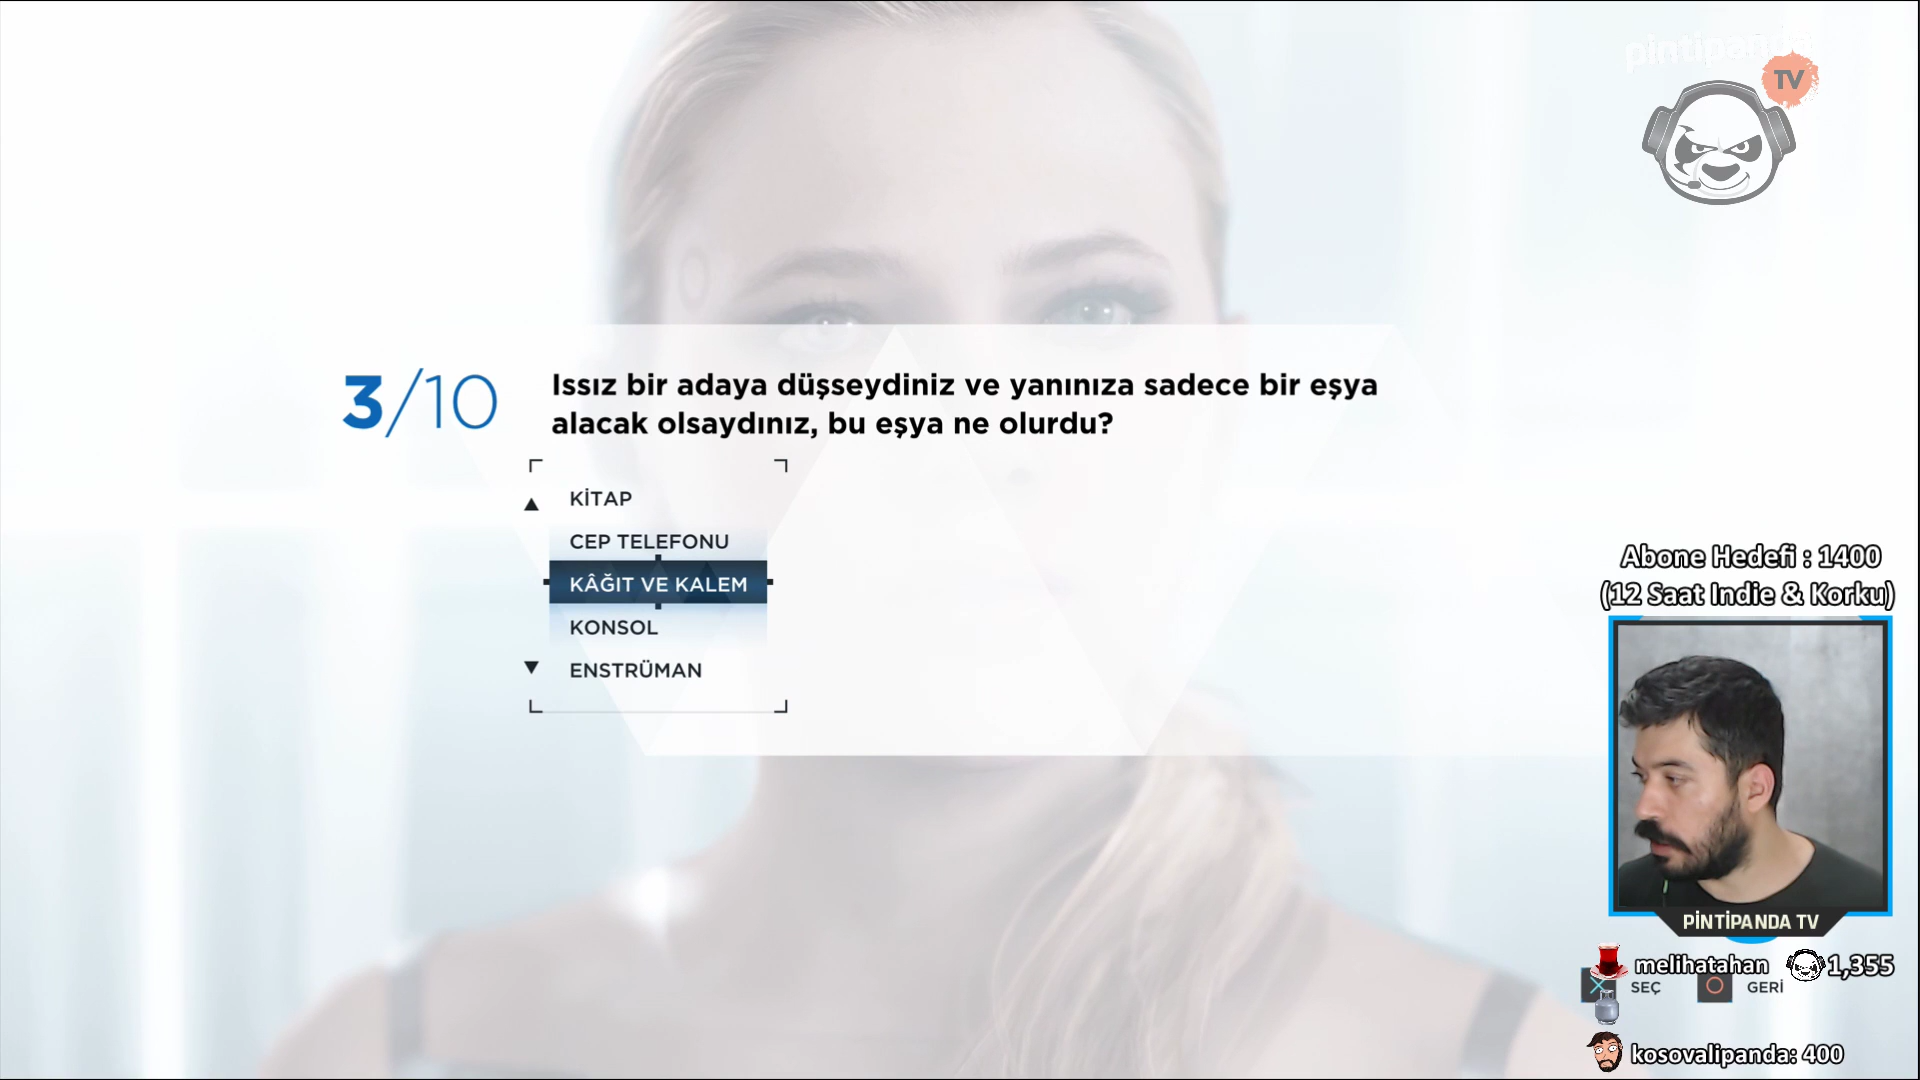 pintipanda
TV
3/10
Issız bir adaya düşseydiniz ve yanınıza sadece bir eşya
alacak olsaydınız, bu eşya ne olurdu?
KİTAP
CEP TELEFONU
KÂĞIT VE KALEM
KONSOL
ENSTRÜMAN
Abone Hedefi : 1400
(12 Saat Indie & Korku)
PİNTİPANDA TV
melihatahan 1,355
SEÇ GERİ
kosovalipanda: 400